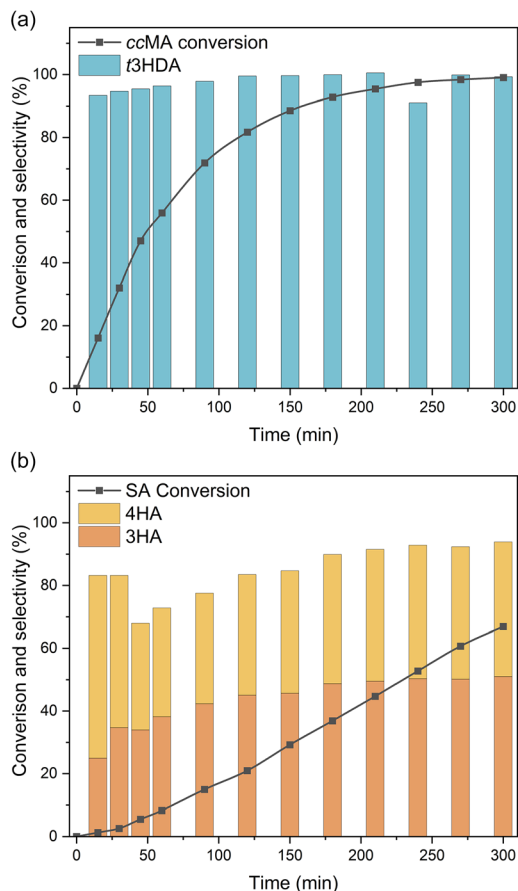 (a)
ccMA conversion
t3HDA
Converison and selectivity (%)
100
80
60
40
20
0
0 50 100 150 200 250 300
Time (min)
(b)
SA Conversion
4HA
3HA
Converison and selectivity (%)
100
80
60
40
20
0
0 50 100 150 200 250 300
Time (min)